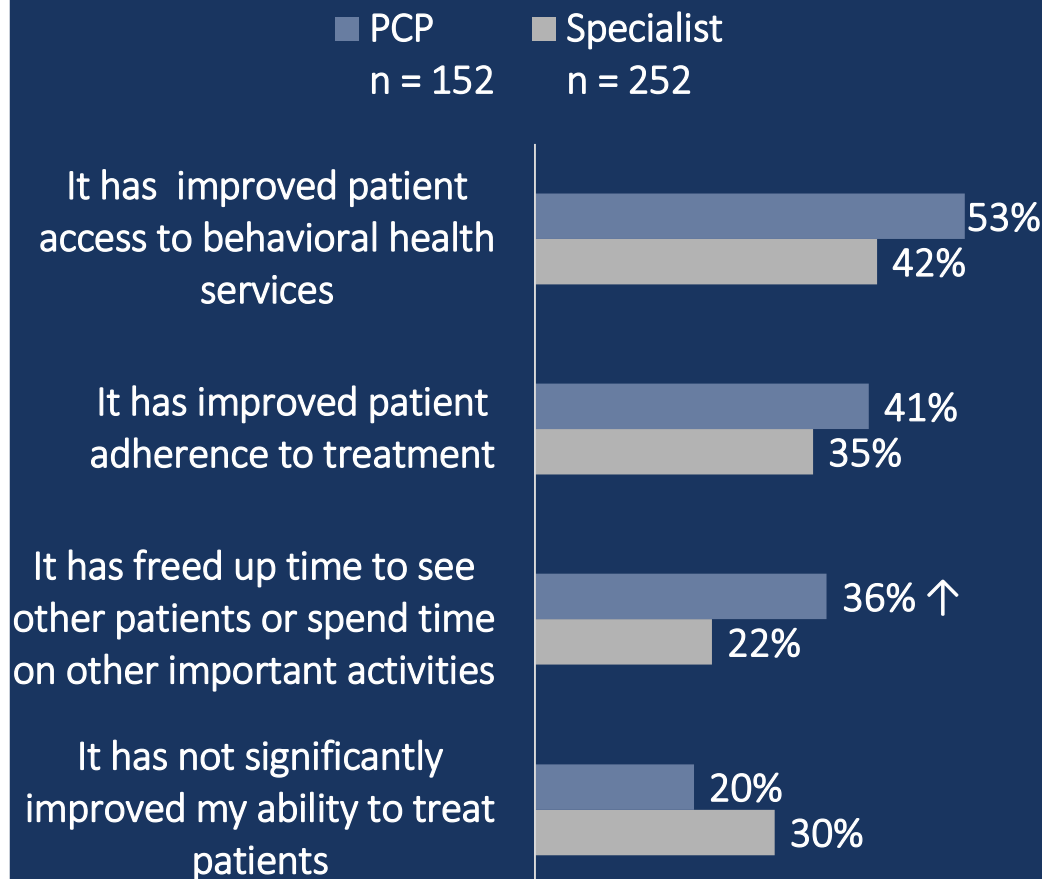 PCP
n = 152
Specialist
n = 252
It has  improved patient
access to behavioral health
services
53%
42%
It has improved patient
adherence to treatment
41%
35%
It has freed up time to see
other patients or spend time
on other important activities
36% ↑
22%
It has not significantly
improved my ability to treat
patients
20%
30%